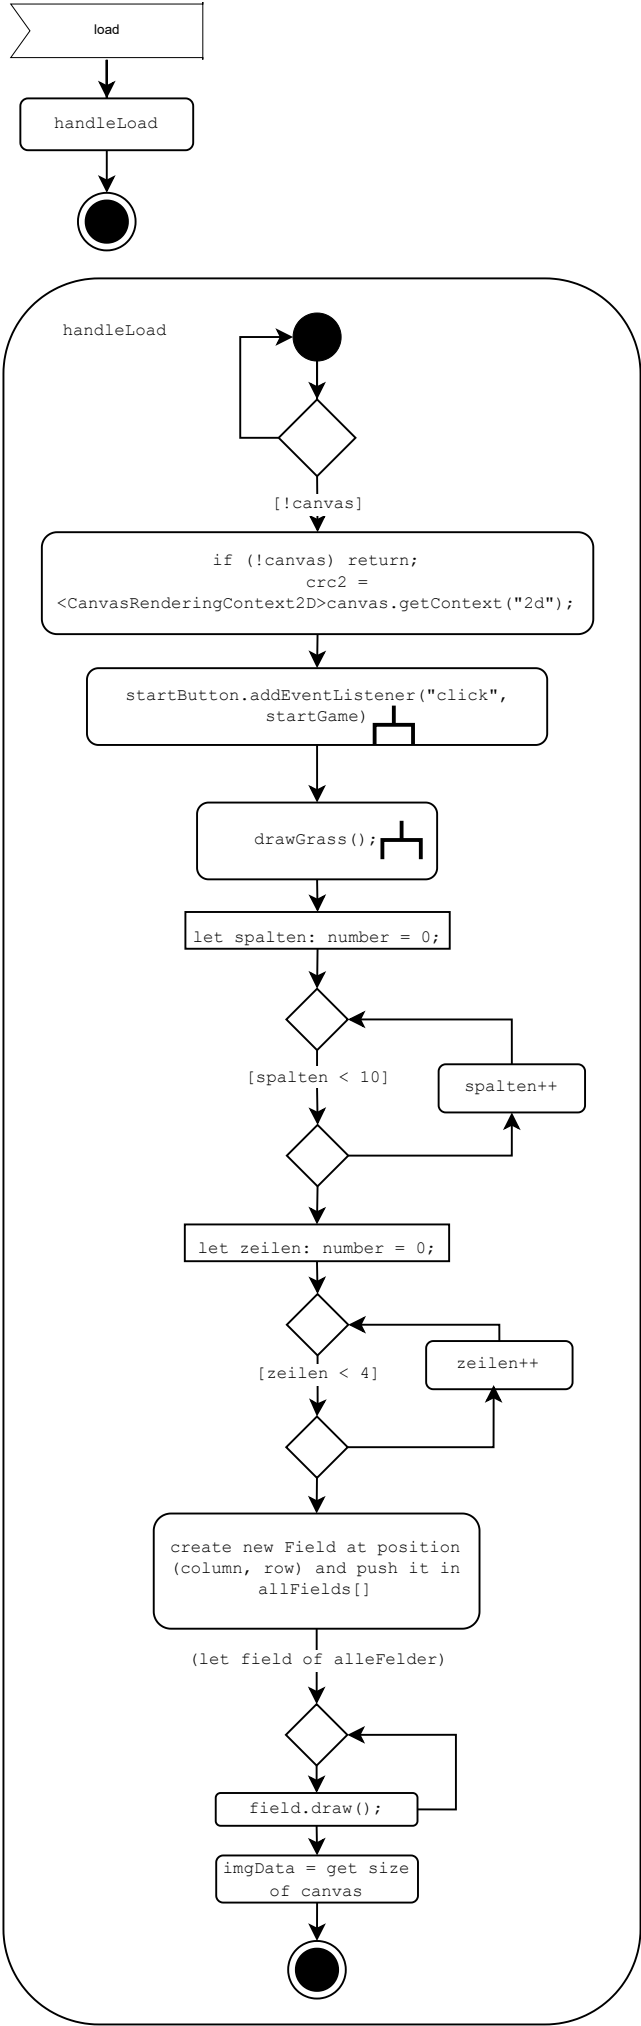 load
handleLoad
handleLoad
[!canvas]
if (!canvas) return;
crc2 =
<CanvasRenderingContext2D>canvas.getContext("2d");
startButton.addEventListener("click",
startGame)
drawGrass();
let spalten: number = 0;
[spalten < 10]
spalten++
let zeilen: number = 0;
zeilen++
[zeilen < 4]
create new Field at position
(column, row) and push it in
allFields[]
(let field of alleFelder)
field.draw();
imgData = get size
of canvas